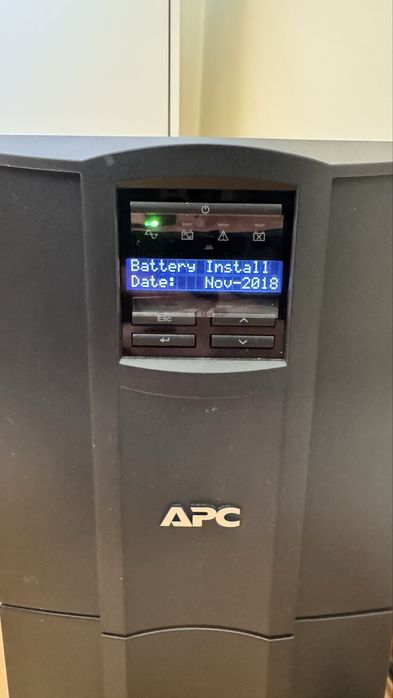 Battery Install
Date: Nov-2018
Esc
APC